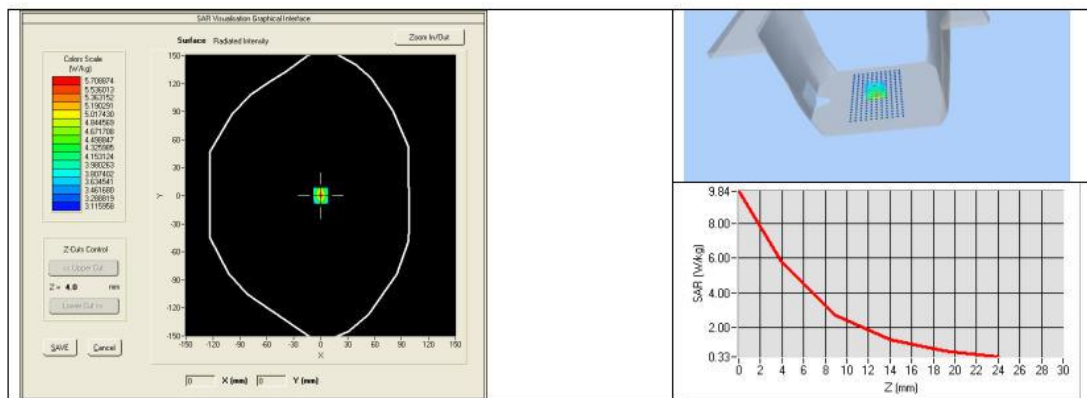 SAR Visualisation Graphical Interface
Surface Radiated Intensity
Zoom In/Out
Colors Scale
(W/kg)
5.708874
5.536013
5.363152
5.190291
5.017430
4.844569
4.671708
4.498847
4.325985
4.153124
3.980263
3.807402
3.634541
3.461680
3.288819
3.115958
Z-Cuts Control
<< Upper Cut
Z = 4.0 mm
Lower Cut >>
SAVE
Cancel
150-
120-
90-
60-
30-
0-
-30-
-60-
-90-
-120-
-150-
Y
-150 -120 -90 -60 -30 0 30 60 90 120 150
X
0 X (mm) 0 Y (mm)
9.84-
8.00-
6.00-
4.00-
2.00-
0.33-
SAR (W/kg)
0 2 4 6 8 10 12 14 16 18 20 22 24 26 28 30
Z (mm)